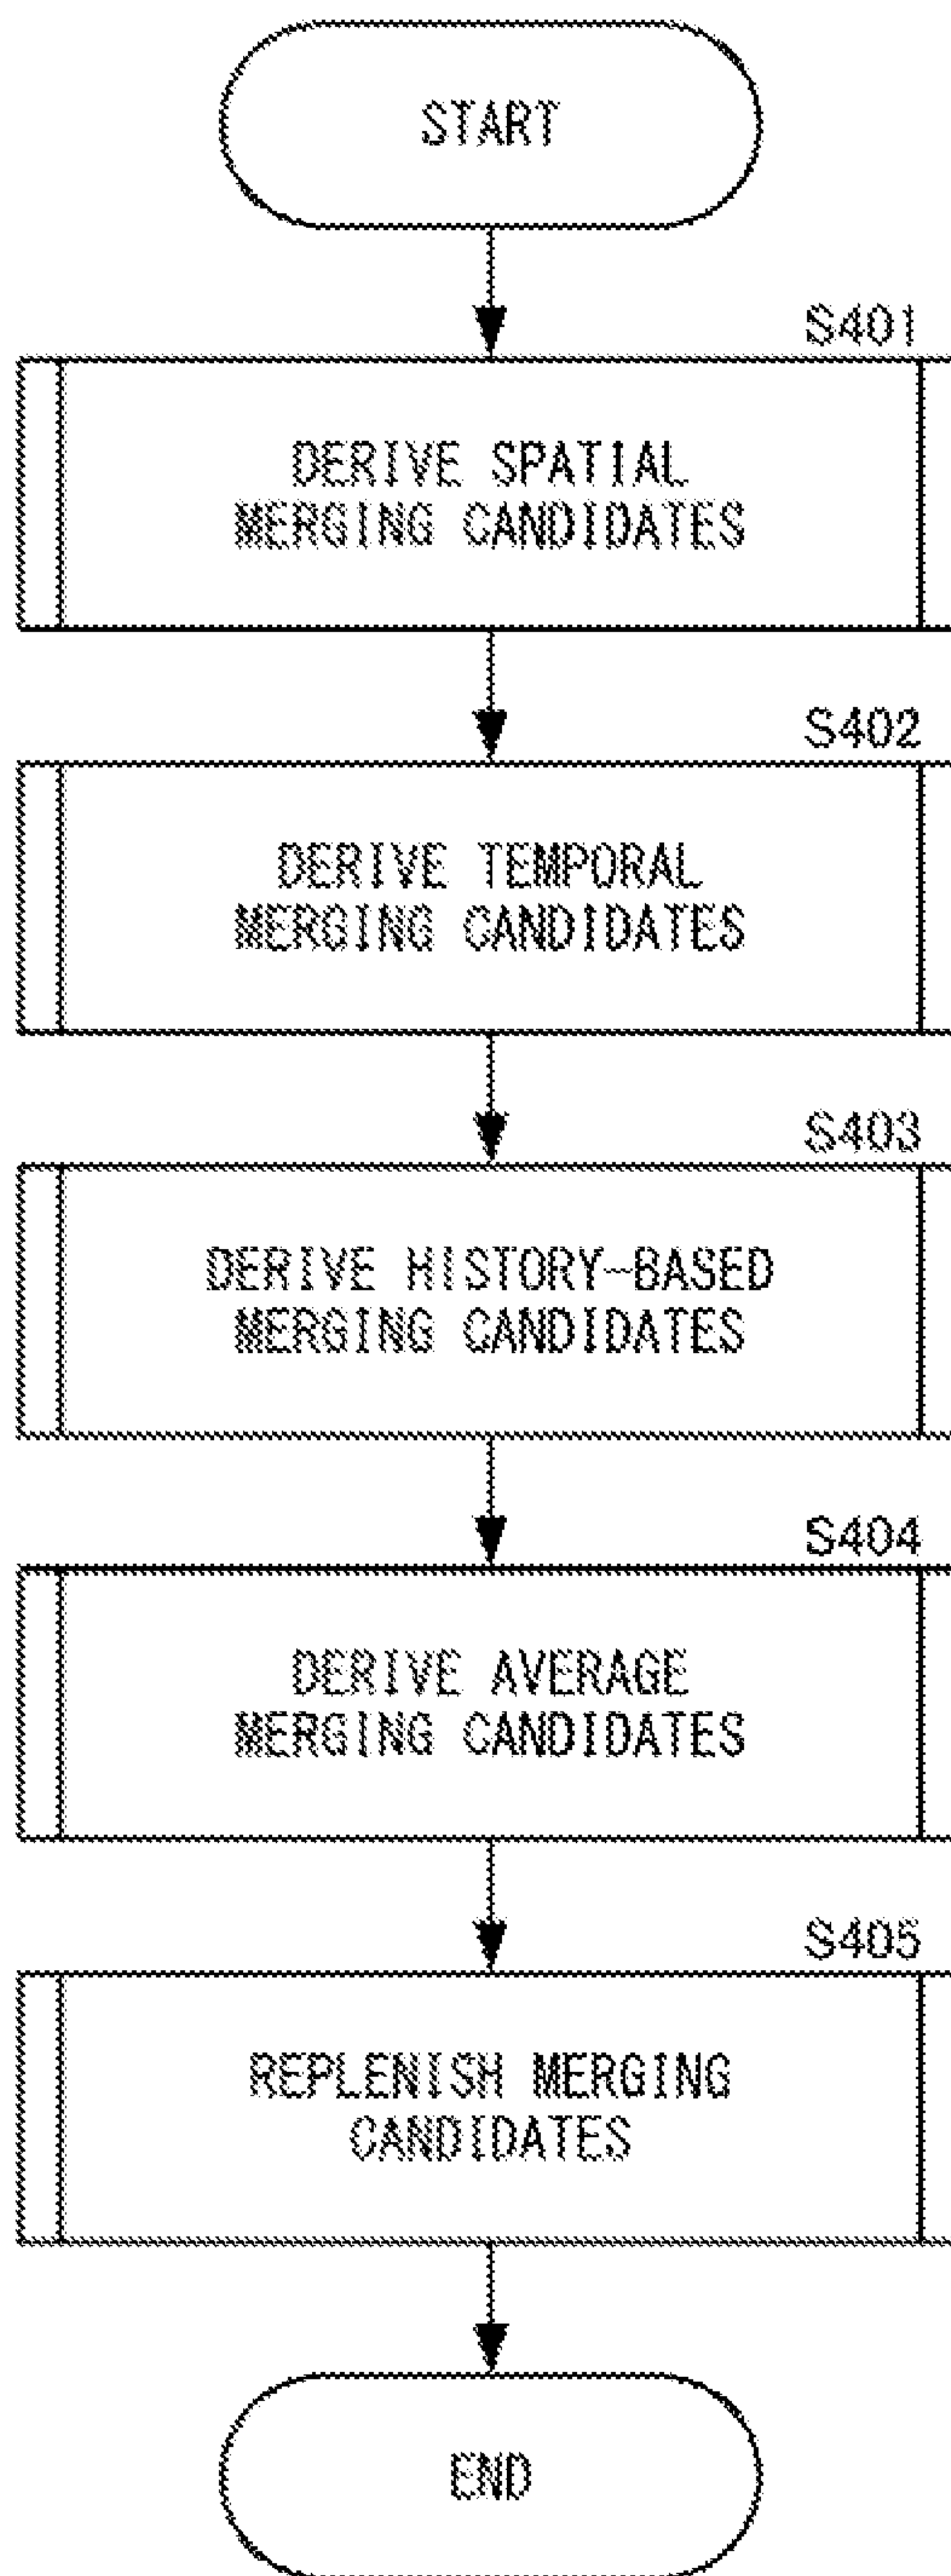 START
S401
DERIVE SPATIAL
MERGING CANDIDATES
S402
DERIVE TEMPORAL
MERGING CANDIDATES
S403
DERIVE HISTORY-BASED
MERGING CANDIDATES
S404
DERIVE AVERAGE
MERGING CANDIDATES
S405
REPLENISH MERGING
CANDIDATES
END